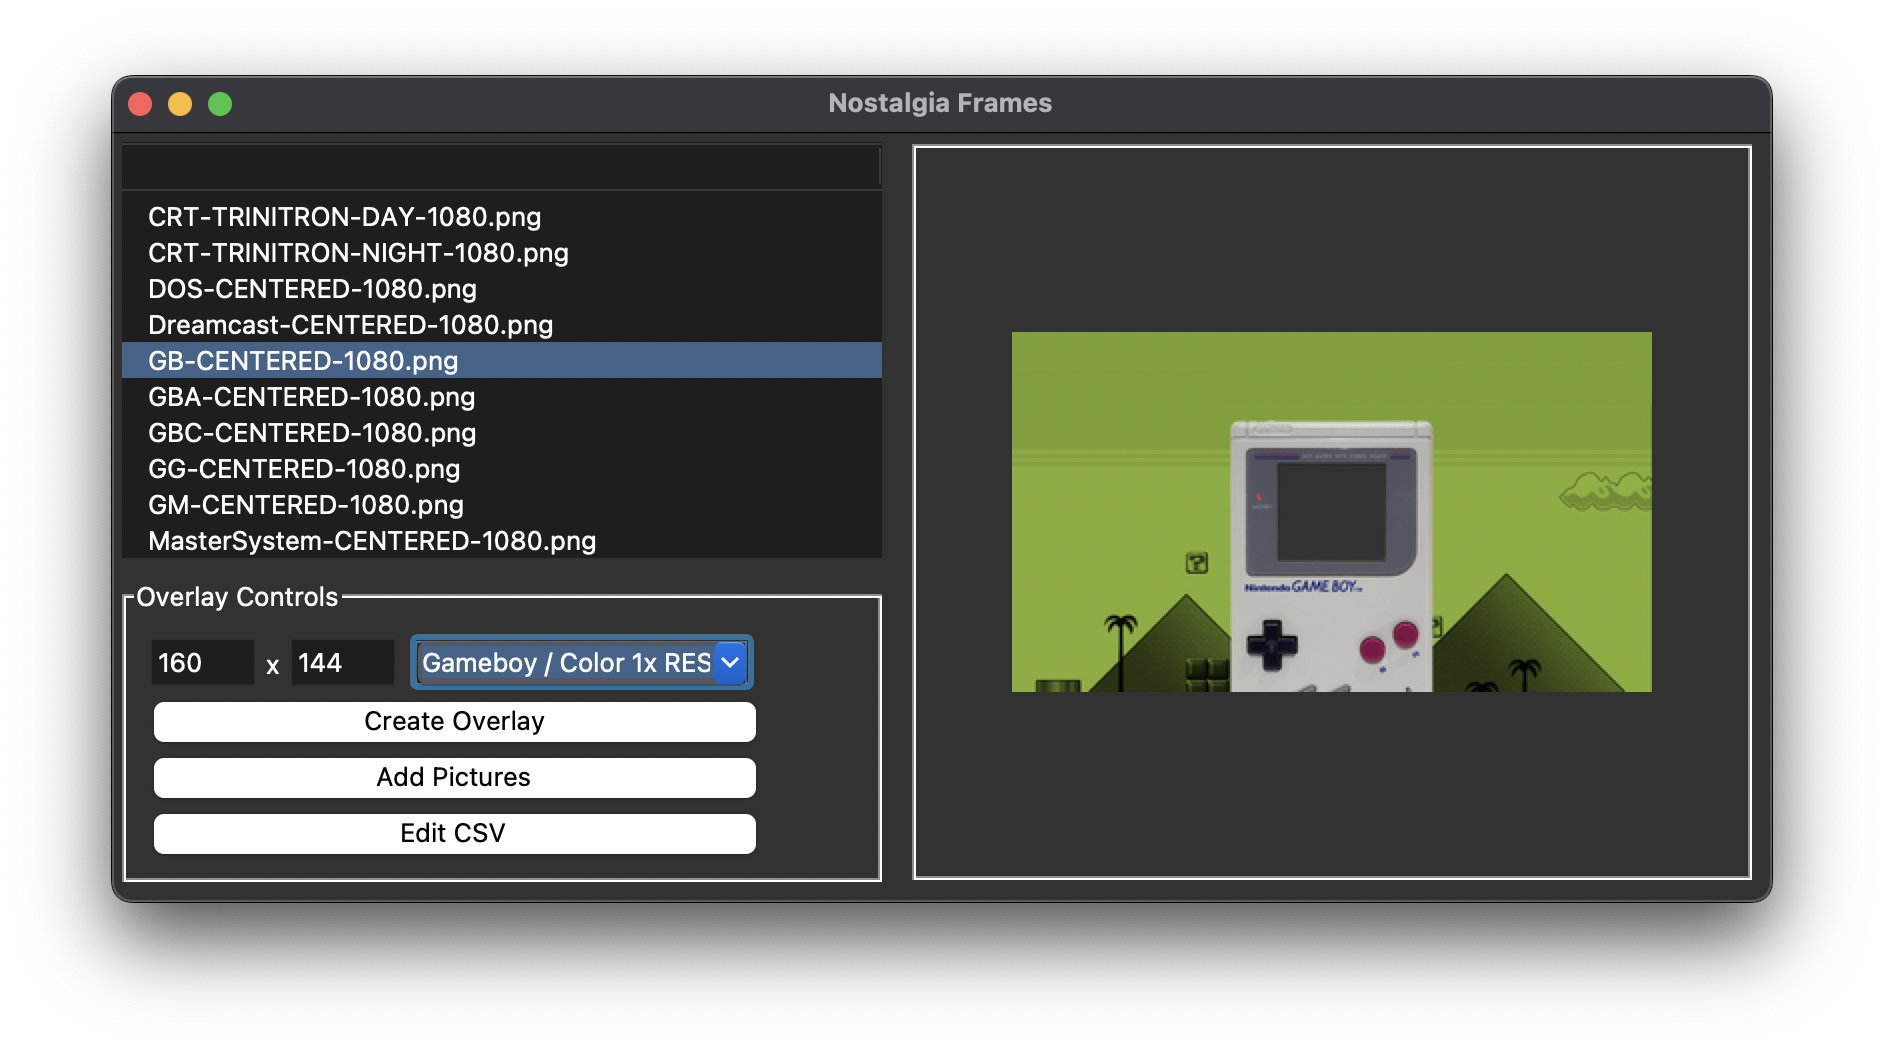 Nostalgia Frames
CRT-TRINITRON-DAY-1080.png
CRT-TRINITRON-NIGHT-1080.png
DOS-CENTERED-1080.png
Dreamcast-CENTERED-1080.png
GB-CENTERED-1080.png
GBA-CENTERED-1080.png
GBC-CENTERED-1080.png
GG-CENTERED-1080.png
GM-CENTERED-1080.png
MasterSystem-CENTERED-1080.png
Overlay Controls
160 x 144 Gameboy / Color 1x RES
Create Overlay
Add Pictures
Edit CSV
?
Nintendo GAME BOY